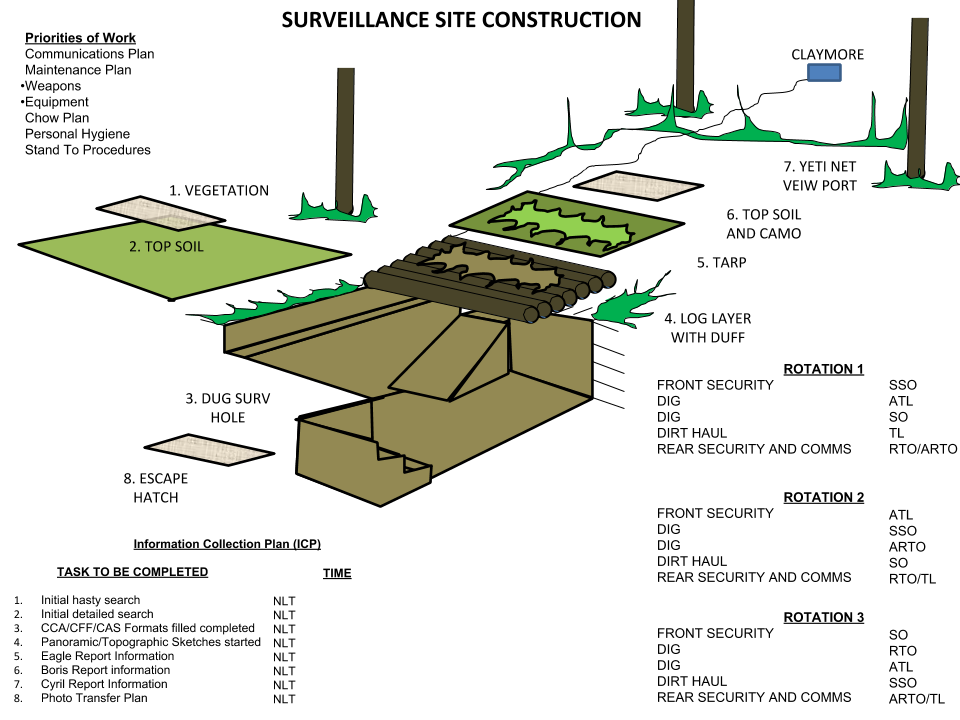 SURVEILLANCE SITE CONSTRUCTION
Priorities of Work
Communications Plan
Maintenance Plan
•Weapons
•Equipment
Chow Plan
Personal Hygiene
Stand To Procedures
CLAYMORE
1. VEGETATION
2. TOP SOIL
7. YETI NET
VEIW PORT
6. TOP SOIL
AND CAMO
5. TARP
4. LOG LAYER
WITH DUFF
3. DUG SURV
HOLE
8. ESCAPE
HATCH
ROTATION 1
FRONT SECURITY SSO
DIG ATL
DIG SO
DIRT HAUL TL
REAR SECURITY AND COMMS RTO/ARTO
ROTATION 2
FRONT SECURITY ATL
DIG SSO
DIG ARTO
DIRT HAUL SO
REAR SECURITY AND COMMS RTO/TL
ROTATION 3
FRONT SECURITY SO
DIG RTO
DIG ATL
DIRT HAUL SSO
REAR SECURITY AND COMMS ARTO/TL
Information Collection Plan (ICP)
TASK TO BE COMPLETED TIME
1. Initial hasty search NLT
2. Initial detailed search NLT
3. CCA/CFF/CAS Formats filled completed NLT
4. Panoramic/Topographic Sketches started NLT
5. Eagle Report Information NLT
6. Boris Report information NLT
7. Cyril Report Information NLT
8. Photo Transfer Plan NLT